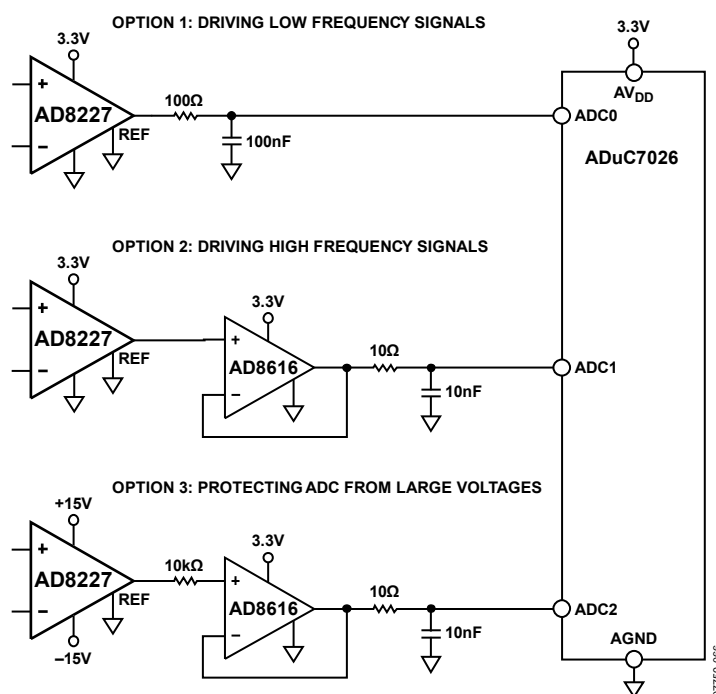 OPTION 1: DRIVING LOW FREQUENCY SIGNALS
3.3V
+
AD8227
−
REF
100Ω
100nF
3.3V
AVDD
ADC0
ADuC7026
OPTION 2: DRIVING HIGH FREQUENCY SIGNALS
3.3V
+
AD8227
−
REF
3.3V
+
AD8616
−
10Ω
10nF
ADC1
OPTION 3: PROTECTING ADC FROM LARGE VOLTAGES
+15V
+
AD8227
−
REF
−15V
10kΩ
3.3V
+
AD8616
−
10Ω
10nF
ADC2
AGND